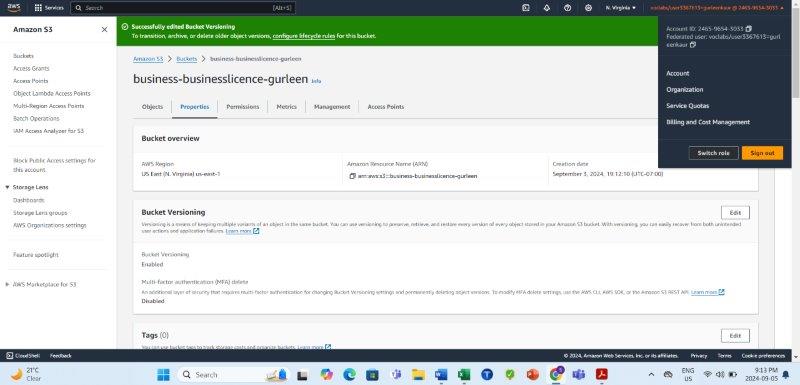 aws
Services
Search
[Alt+S]
N. Virginia
voclabs/user3367613=gurleenkaur @ 2465-9654-3033
Amazon S3
Buckets
Access Grants
Access Points
Object Lambda Access Points
Multi-Region Access Points
Batch Operations
IAM Access Analyzer for S3
Block Public Access settings for
this account
Storage Lens
Dashboards
Storage Lens groups
AWS Organizations settings
Feature spotlight
AWS Marketplace for S3
Successfully edited Bucket Versioning
To transition, archive, or delete older object versions, configure lifecycle rules for this bucket.
Amazon S3 > Buckets > business-businesslicence-gurleen
business-businesslicence-gurleen Info
Objects Properties Permissions Metrics Management Access Points
Bucket overview
AWS Region
US East (N. Virginia) us-east-1
Amazon Resource Name (ARN)
arn:aws:s3:::business-businesslicence-gurleen
Creation date
September 3, 2024, 19:12:10 (UTC-07:00)
Bucket Versioning
Edit
Versioning is a means of keeping multiple variants of an object in the same bucket. You can use versioning to preserve, retrieve, and restore every version of every object stored in your Amazon S3 bucket. With versioning, you can easily recover from both unintended
user actions and application failures. Learn more
Bucket Versioning
Enabled
Multi-factor authentication (MFA) delete
An additional layer of security that requires multi-factor authentication for changing Bucket Versioning settings and permanently deleting object versions. To modify MFA delete settings, use the AWS CLI, AWS SDK, or the Amazon S3 REST API. Learn more
Disabled
Tags (0)
Edit
You can use bucket tags to track storage costs and organize buckets. Learn more
Account ID: 2465-9654-3033
Federated user: voclabs/user3367613=gurl
eenkaur
Account
Organization
Service Quotas
Billing and Cost Management
Switch role
Sign out
CloudShell Feedback
© 2024, Amazon Web Services, Inc. or its affiliates. Privacy Terms Cookie preferences
21°C
Clear
Search
ENG
US
9:13 PM
2024-09-05